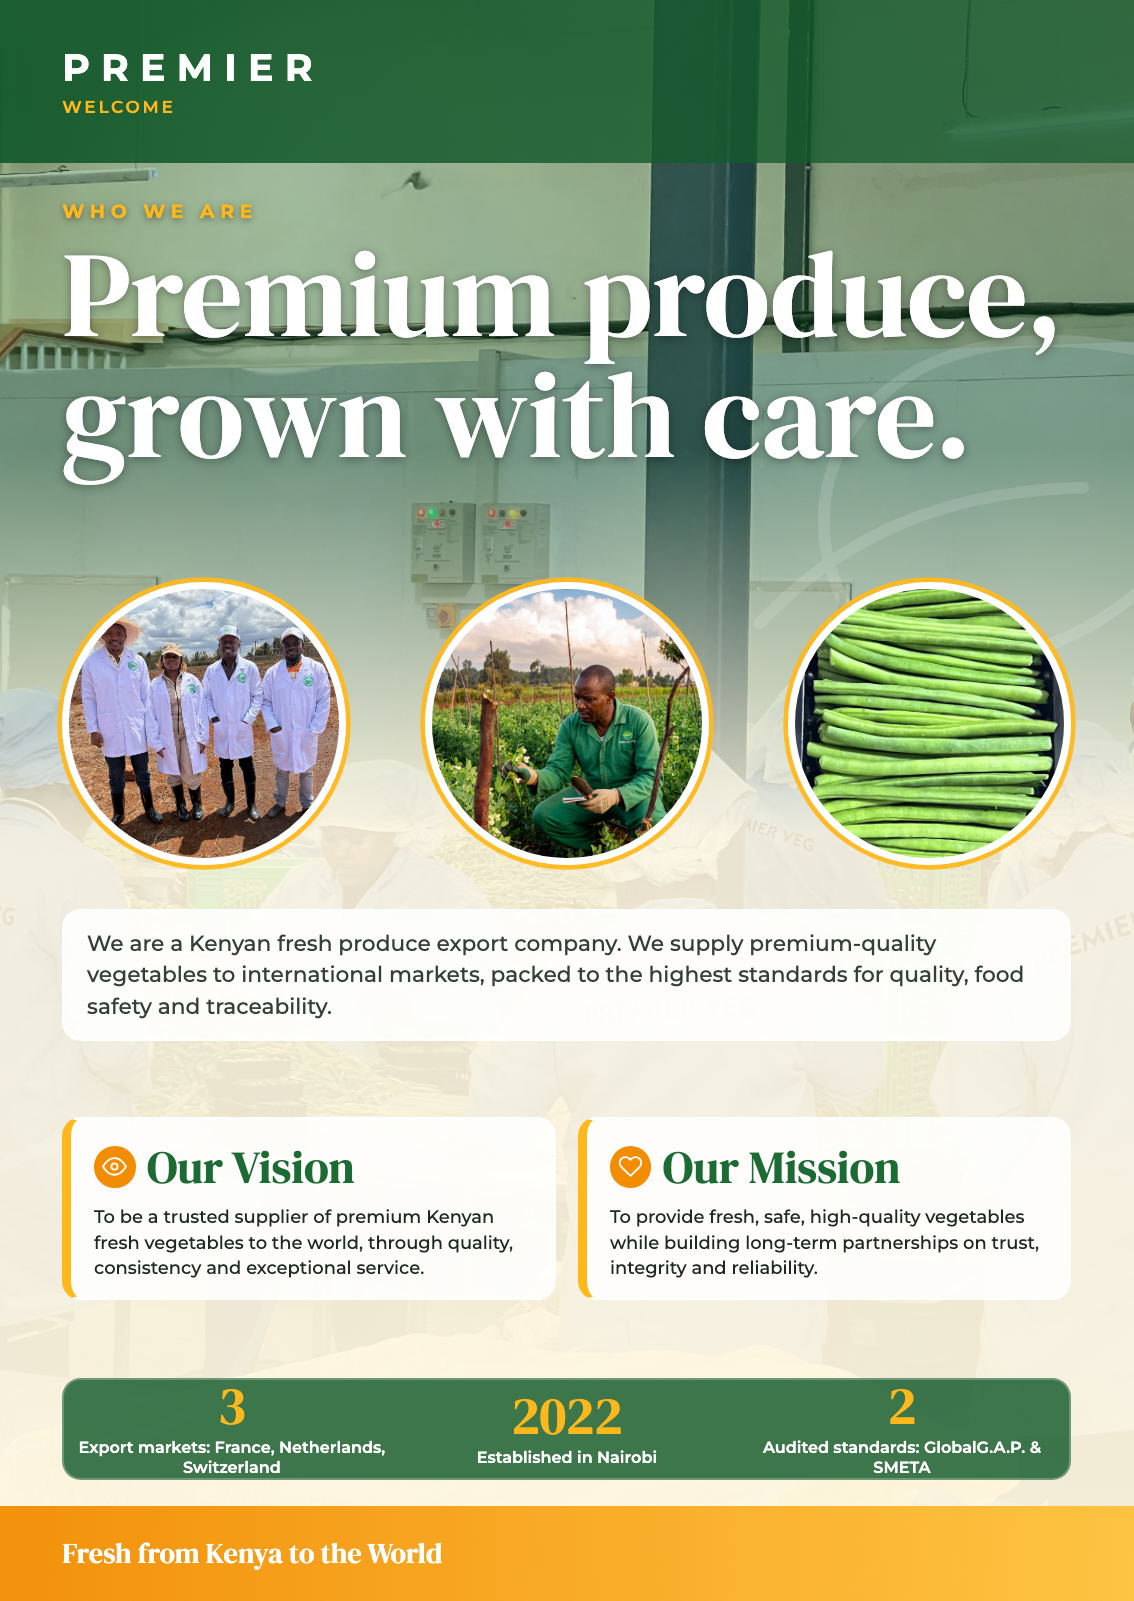 PREMIER
WELCOME
WHO WE ARE
Premium produce,
grown with care.
MIER VEG
EMIE
We are a Kenyan fresh produce export company. We supply premium-quality
vegetables to international markets, packed to the highest standards for quality, food
safety and traceability.
Our Vision
To be a trusted supplier of premium Kenyan
fresh vegetables to the world, through quality,
consistency and exceptional service.
Our Mission
To provide fresh, safe, high-quality vegetables
while building long-term partnerships on trust,
integrity and reliability.
3
Export markets: France, Netherlands,
Switzerland
2022
Established in Nairobi
2
Audited standards: GlobalG.A.P. &
SMETA
Fresh from Kenya to the World